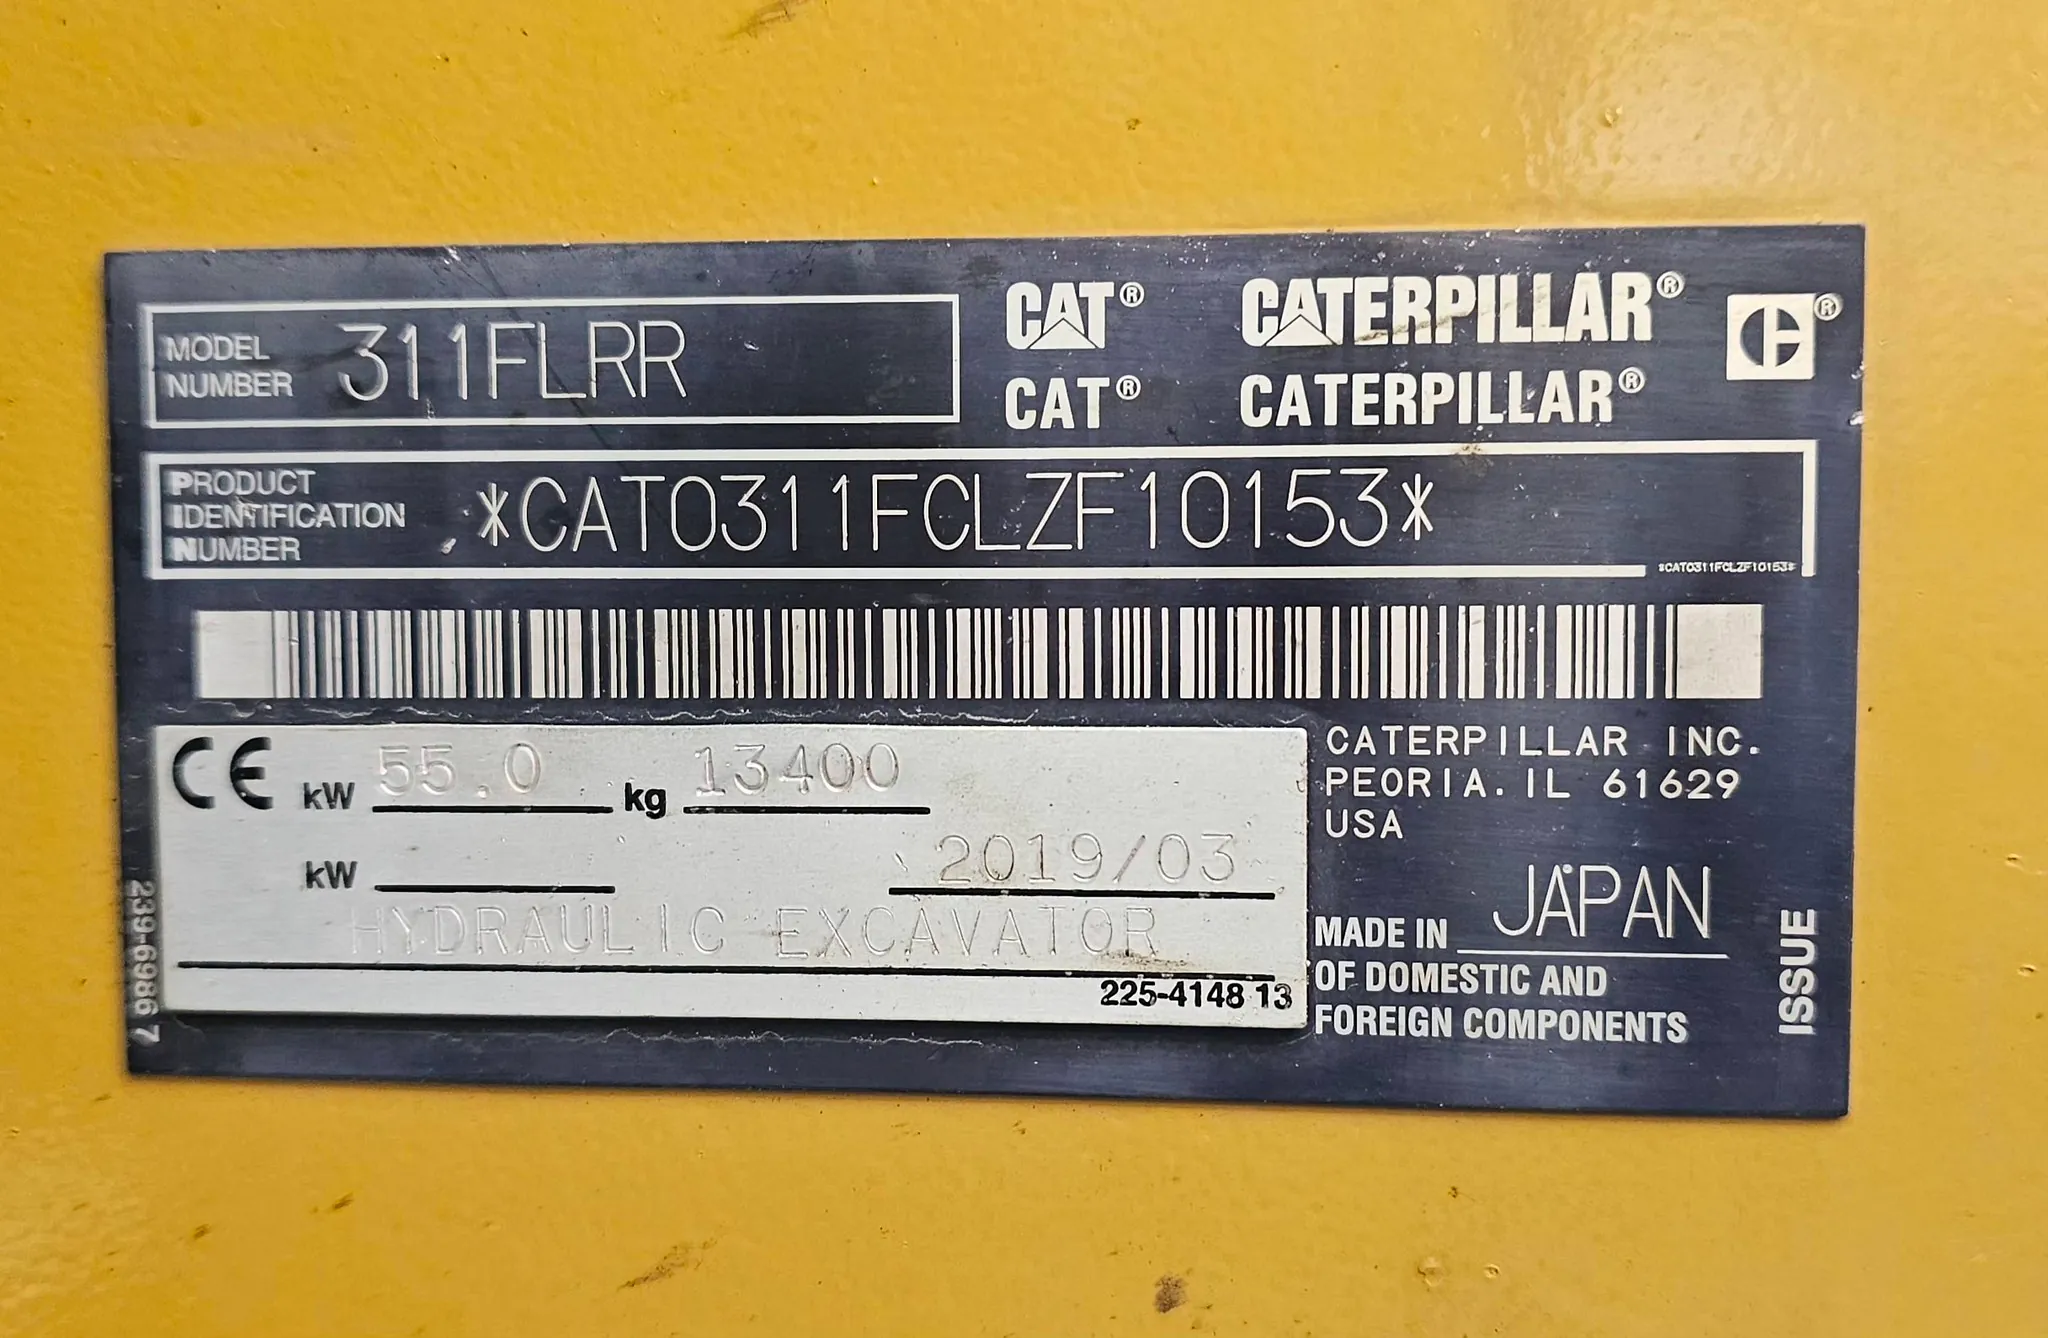 MODEL
NUMBER 311FLRR
CAT® CATERPILLAR® C®
CAT® CATERPILLAR®
PRODUCT
IDENTIFICATION
NUMBER *CAT0311FCLZF10153*
*CAT0311FCLZF10153*
CE kW 55.0 kg 13400
kW 2019/03
HYDRAULIC EXCAVATOR
225-4148 13
239-6986 7
CATERPILLAR INC.
PEORIA. IL 61629
USA
MADE IN JAPAN
OF DOMESTIC AND
FOREIGN COMPONENTS
ISSUE